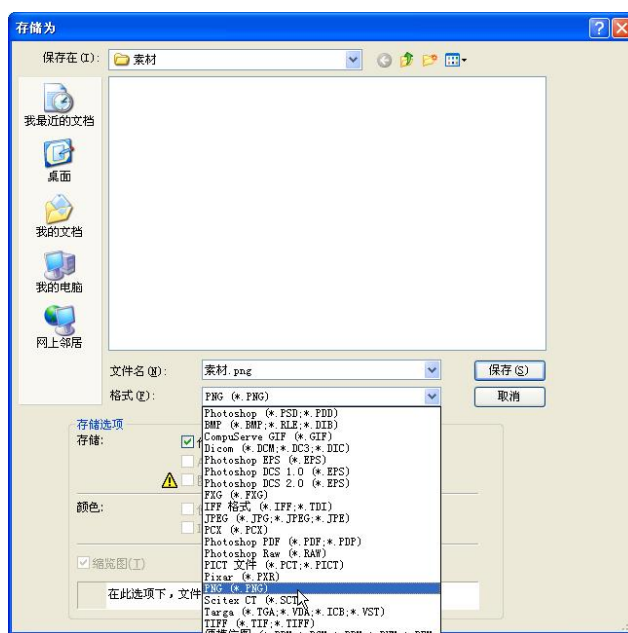 存储为
保存在(I):
素材
我最近的文档
桌面
我的文档
我的电脑
网上邻居
文件名(N):
素材.png
保存(S)
格式(F):
PNG (*.PNG)
取消
存储选项
存储:
颜色:
缩览图(T)
在此选项下，文件
Photoshop (*.PSD;*.PDD)
BMP (*.BMP;*.RLE;*.DIB)
CompuServe GIF (*.GIF)
Dicom (*.DCM;*.DC3;*.DIC)
Photoshop EPS (*.EPS)
Photoshop DCS 1.0 (*.EPS)
Photoshop DCS 2.0 (*.EPS)
FXG (*.FXG)
IFF 格式 (*.IFF;*.TDI)
JPEG (*.JPG;*.JPEG;*.JPE)
PCX (*.PCX)
Photoshop PDF (*.PDF;*.PDP)
Photoshop Raw (*.RAW)
PICT 文件 (*.PCT;*.PICT)
Pixar (*.PXR)
PNG (*.PNG)
Scitex CT (*.SCT)
Targa (*.TGA;*.VDA;*.ICB;*.VST)
TIFF (*.TIF;*.TIFF)